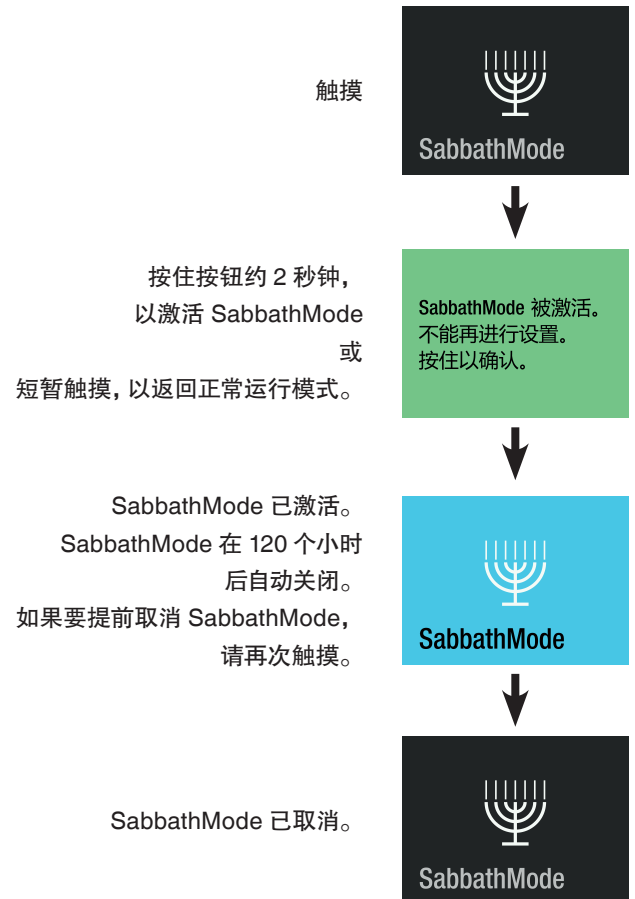 触摸
SabbathMode
按住按钮约 2 秒钟，
以激活 SabbathMode
或
短暂触摸，以返回正常运行模式。
SabbathMode 被激活。
不能再进行设置。
按住以确认。
SabbathMode 已激活。
SabbathMode 在 120 个小时
后自动关闭。
如果要提前取消 SabbathMode，
请再次触摸。
SabbathMode
SabbathMode 已取消。
SabbathMode